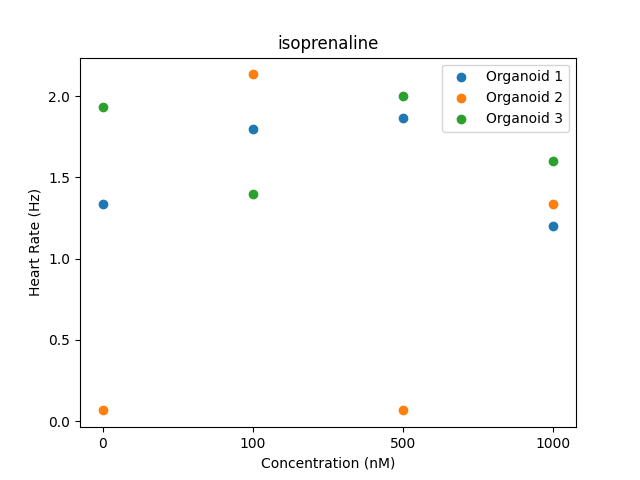 isoprenaline
Organoid 1
Organoid 2
Organoid 3
Heart Rate (Hz)
2.0
1.5
1.0
0.5
0.0
0 100 500 1000
Concentration (nM)